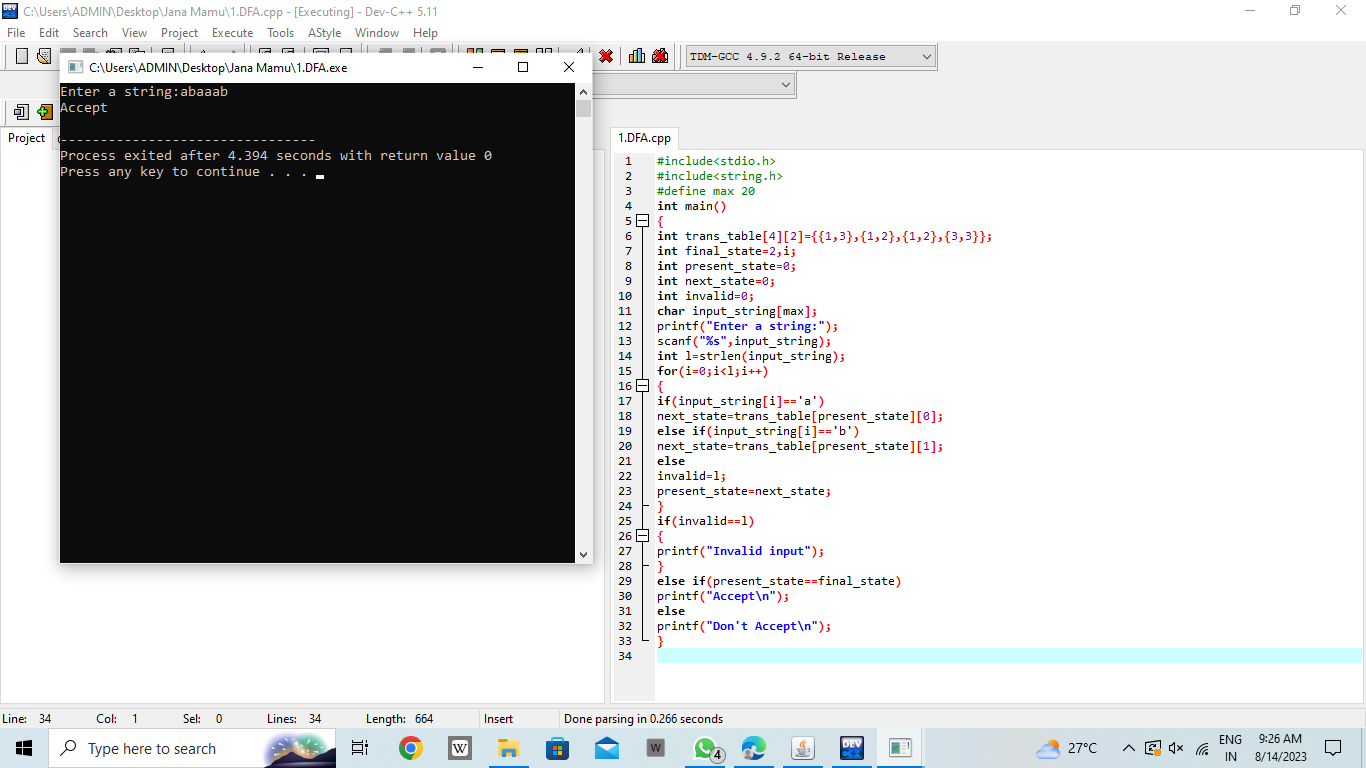 C:\Users\ADMIN\Desktop\Jana Mamu\1.DFA.cpp - [Executing] - Dev-C++ 5.11
File Edit Search View Project Execute Tools AStyle Window Help
TDM-GCC 4.9.2 64-bit Release
C:\Users\ADMIN\Desktop\Jana Mamu\1.DFA.exe
Enter a string:abaaab
Accept
--------------------------------
Process exited after 4.394 seconds with return value 0
Press any key to continue . . .
Project
1.DFA.cpp
1 #include<stdio.h>
2 #include<string.h>
3 #define max 20
4 int main()
5 {
6 int trans_table[4][2]={{1,3},{1,2},{1,2},{3,3}};
7 int final_state=2,i;
8 int present_state=0;
9 int next_state=0;
10 int invalid=0;
11 char input_string[max];
12 printf("Enter a string:");
13 scanf("%s",input_string);
14 int l=strlen(input_string);
15 for(i=0;i<l;i++)
16 {
17 if(input_string[i]=='a')
18 next_state=trans_table[present_state][0];
19 else if(input_string[i]=='b')
20 next_state=trans_table[present_state][1];
21 else
22 invalid=l;
23 present_state=next_state;
24 }
25 if(invalid==l)
26 {
27 printf("Invalid input");
28 }
29 else if(present_state==final_state)
30 printf("Accept\n");
31 else
32 printf("Don't Accept\n");
33 }
34
Line: 34 Col: 1 Sel: 0 Lines: 34 Length: 664 Insert Done parsing in 0.266 seconds
Type here to search
W
W
4
DEV
27°C
ENG
IN
9:26 AM
8/14/2023